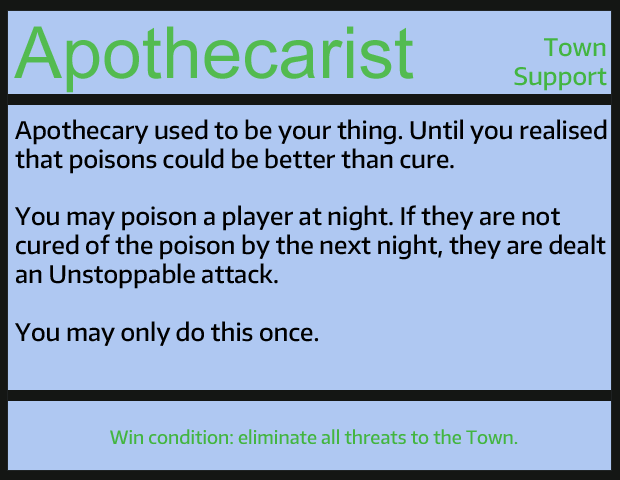 Apothecarist
Town
Support
Apothecary used to be your thing. Until you realised
that poisons could be better than cure.
You may poison a player at night. If they are not
cured of the poison by the next night, they are dealt
an Unstoppable attack.
You may only do this once.
Win condition: eliminate all threats to the Town.